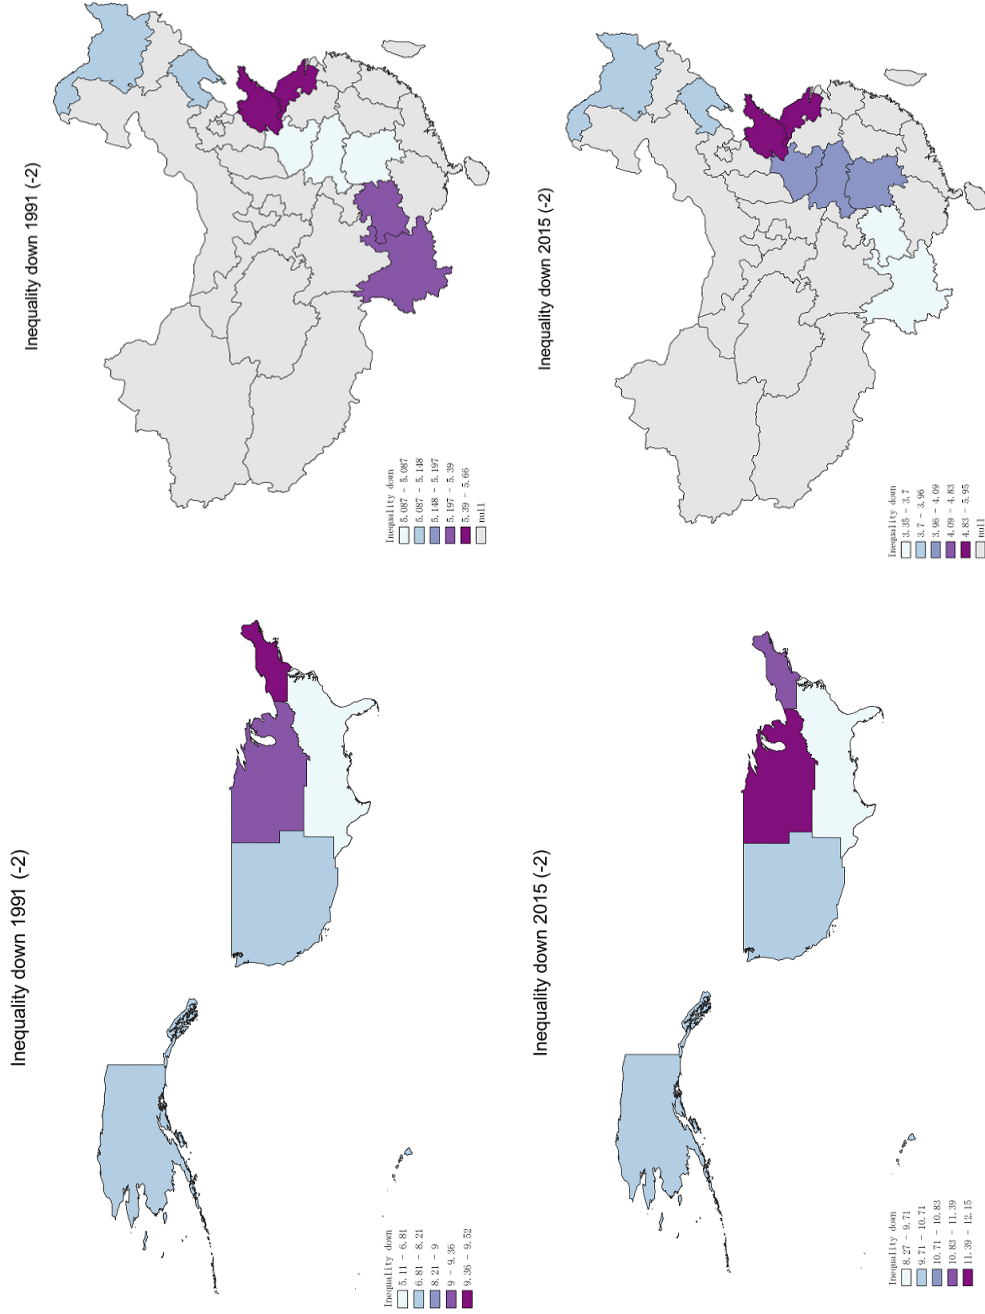 Inequality down 1991 (-2)
Inequality down
5.11 - 6.81
6.81 - 8.21
8.21 - 9
9 - 9.36
9.36 - 9.52
Inequality down 1991 (-2)
Inequality down
5.087 - 5.087
5.087 - 5.148
5.148 - 5.197
5.197 - 5.39
5.39 - 5.66
null
Inequality down 2015 (-2)
Inequality down
8.27 - 9.71
9.71 - 10.71
10.71 - 10.83
10.83 - 11.39
11.39 - 12.15
Inequality down 2015 (-2)
Inequality down
3.35 - 3.7
3.7 - 3.96
3.96 - 4.09
4.09 - 4.83
4.83 - 5.95
null